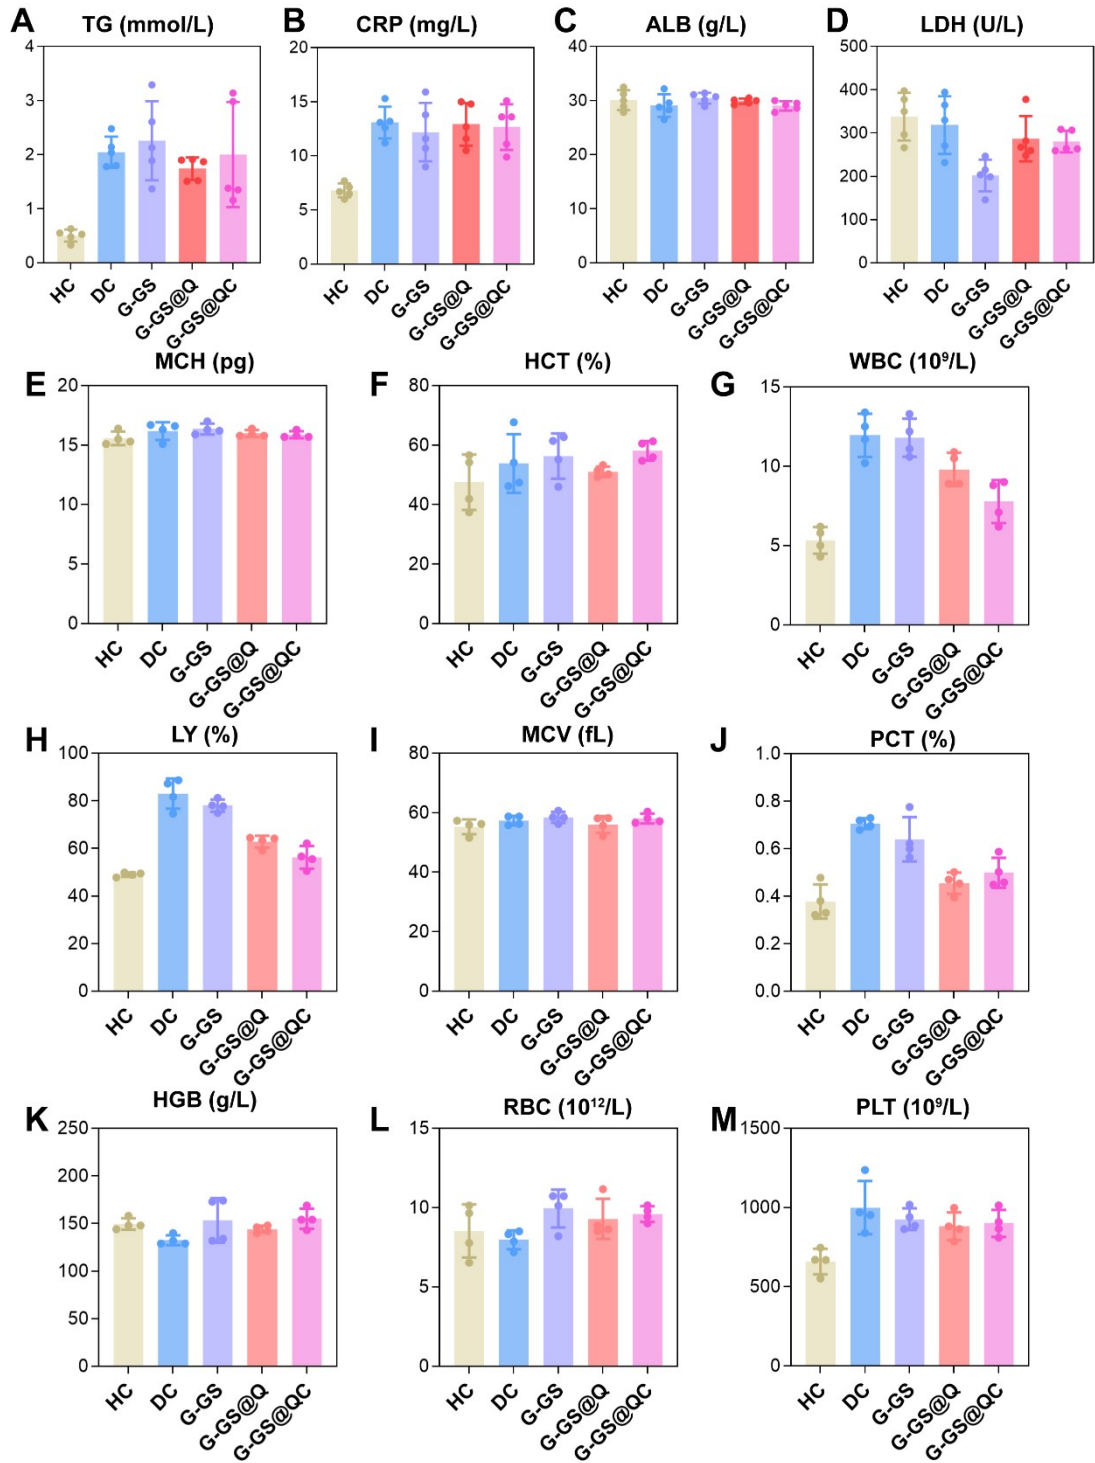 A TG (mmol/L)
4
3
2
1
0
HC DC G-GS G-GS@Q G-GS@QC
B CRP (mg/L)
20
15
10
5
0
HC DC G-GS G-GS@Q G-GS@QC
C ALB (g/L)
40
30
20
10
0
HC DC G-GS G-GS@Q G-GS@QC
D LDH (U/L)
500
400
300
200
100
0
HC DC G-GS G-GS@Q G-GS@QC
E MCH (pg)
20
15
10
5
0
HC DC G-GS G-GS@Q G-GS@QC
F HCT (%)
80
60
40
20
0
HC DC G-GS G-GS@Q G-GS@QC
G WBC (10⁹/L)
15
10
5
0
HC DC G-GS G-GS@Q G-GS@QC
H LY (%)
100
80
60
40
20
0
HC DC G-GS G-GS@Q G-GS@QC
I MCV (fL)
80
60
40
20
0
HC DC G-GS G-GS@Q G-GS@QC
J PCT (%)
1.0
0.8
0.6
0.4
0.2
0.0
HC DC G-GS G-GS@Q G-GS@QC
K HGB (g/L)
250
200
150
100
50
0
HC DC G-GS G-GS@Q G-GS@QC
L RBC (10¹²/L)
15
10
5
0
HC DC G-GS G-GS@Q G-GS@QC
M PLT (10⁹/L)
1500
1000
500
0
HC DC G-GS G-GS@Q G-GS@QC